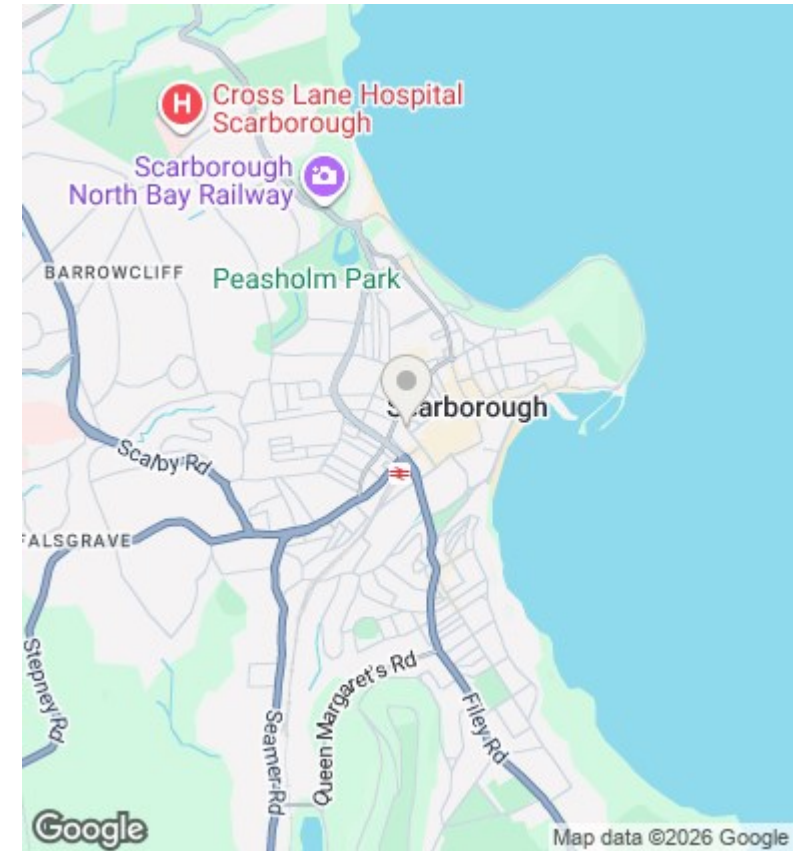 H
Cross Lane Hospital
Scarborough
Scarborough
North Bay Railway
BARROWCLIFF
Peasholm Park
Scarborough
Scalby Rd
FALSGRAVE
Stepney Rd
Seamer Rd
Queen Margaret's Rd
Filey Rd
Google
Map data ©2026 Google